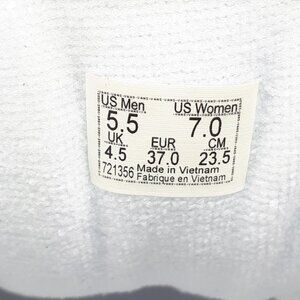 US Men US Women
5.5 7.0
UK EUR CM
4.5 37.0 23.5
721356 Made in Vietnam
Fabrique en Vietnam